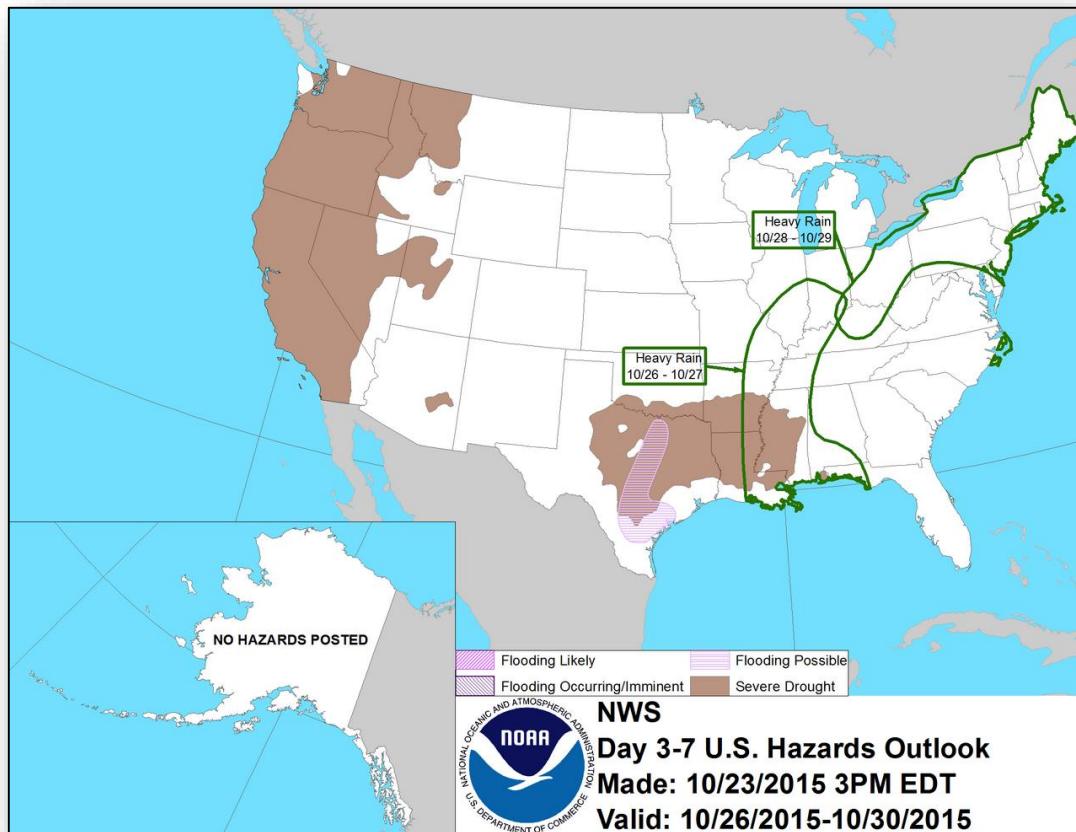 Heavy Rain
10/28 - 10/29
Heavy Rain
10/26 - 10/27
NO HAZARDS POSTED
Flooding Likely
Flooding Possible
Flooding Occurring/Imminent
Severe Drought
NATIONAL OCEANIC AND ATMOSPHERIC ADMINISTRATION
NOAA
U.S. DEPARTMENT OF COMMERCE
NWS
Day 3-7 U.S. Hazards Outlook
Made: 10/23/2015 3PM EDT
Valid: 10/26/2015-10/30/2015